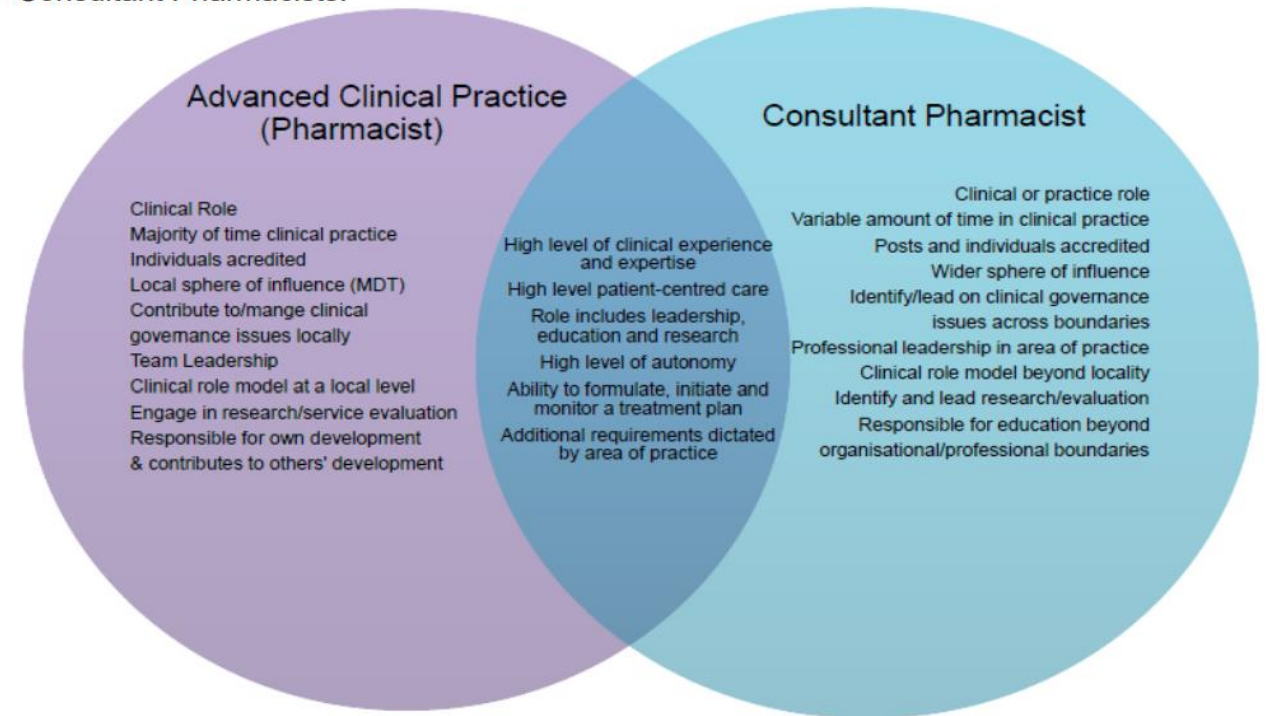 Consultant Pharmacists.
Advanced Clinical Practice
(Pharmacist)
Clinical Role
Majority of time clinical practice
Individuals acredited
Local sphere of influence (MDT)
Contribute to/mange clinical
governance issues locally
Team Leadership
Clinical role model at a local level
Engage in research/service evaluation
Responsible for own development
& contributes to others' development
High level of clinical experience
and expertise
High level patient-centred care
Role includes leadership,
education and research
High level of autonomy
Ability to formulate, initiate and
monitor a treatment plan
Additional requirements dictated
by area of practice
Consultant Pharmacist
Clinical or practice role
Variable amount of time in clinical practice
Posts and individuals accredited
Wider sphere of influence
Identify/lead on clinical governance
issues across boundaries
Professional leadership in area of practice
Clinical role model beyond locality
Identify and lead research/evaluation
Responsible for education beyond
organisational/professional boundaries